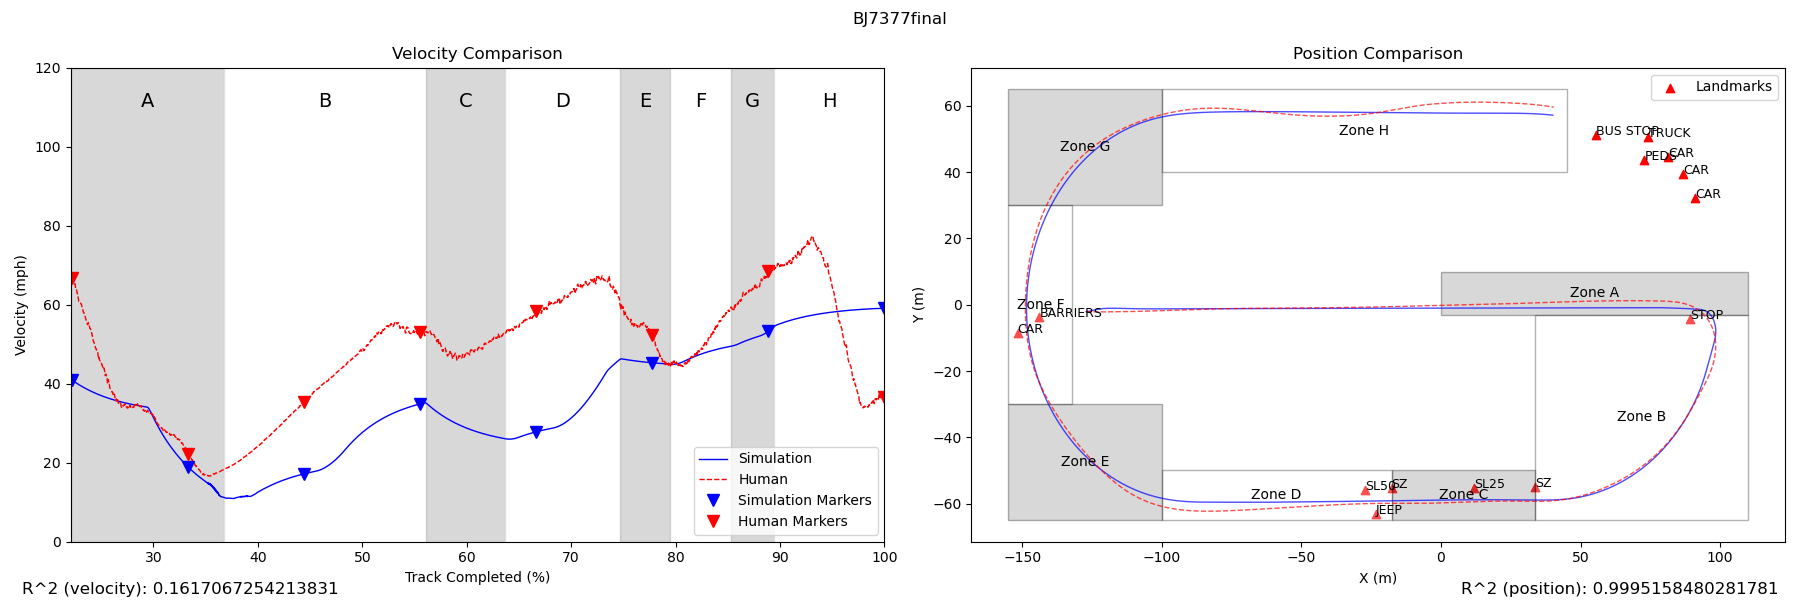 BJ7377final
Velocity Comparison
120
100
80
60
40
20
0
Velocity (mph)
A B C D E F G H
Simulation
Human
Simulation Markers
Human Markers
30 40 50 60 70 80 90 100
Track Completed (%)
R^2 (velocity): 0.1617067254213831
Position Comparison
60
40
20
0
−20
−40
−60
Y (m)
Landmarks
BUS STOP
TRUCK
PEDS
CAR
CAR
CAR
Zone H
Zone G
Zone A
Zone F
BARRIERS
CAR
STOP
Zone B
Zone E
Zone D
SL50
SZ
Zone C
SL25
SZ
JEEP
−150 −100 −50 0 50 100
X (m)
R^2 (position): 0.9995158480281781